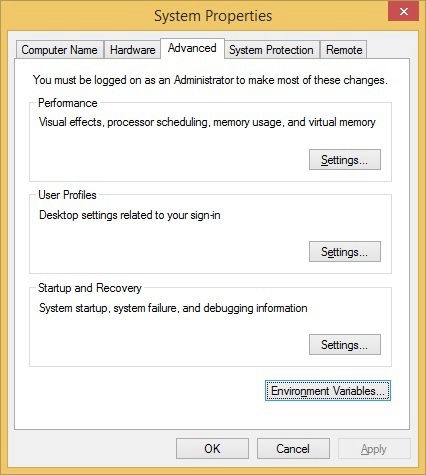 System Properties
Computer Name Hardware Advanced System Protection Remote
You must be logged on as an Administrator to make most of these changes.
Performance
Visual effects, processor scheduling, memory usage, and virtual memory
Settings...
User Profiles
Desktop settings related to your sign-in
Settings...
Startup and Recovery
System startup, system failure, and debugging information
Settings...
Environment Variables...
OK Cancel Apply